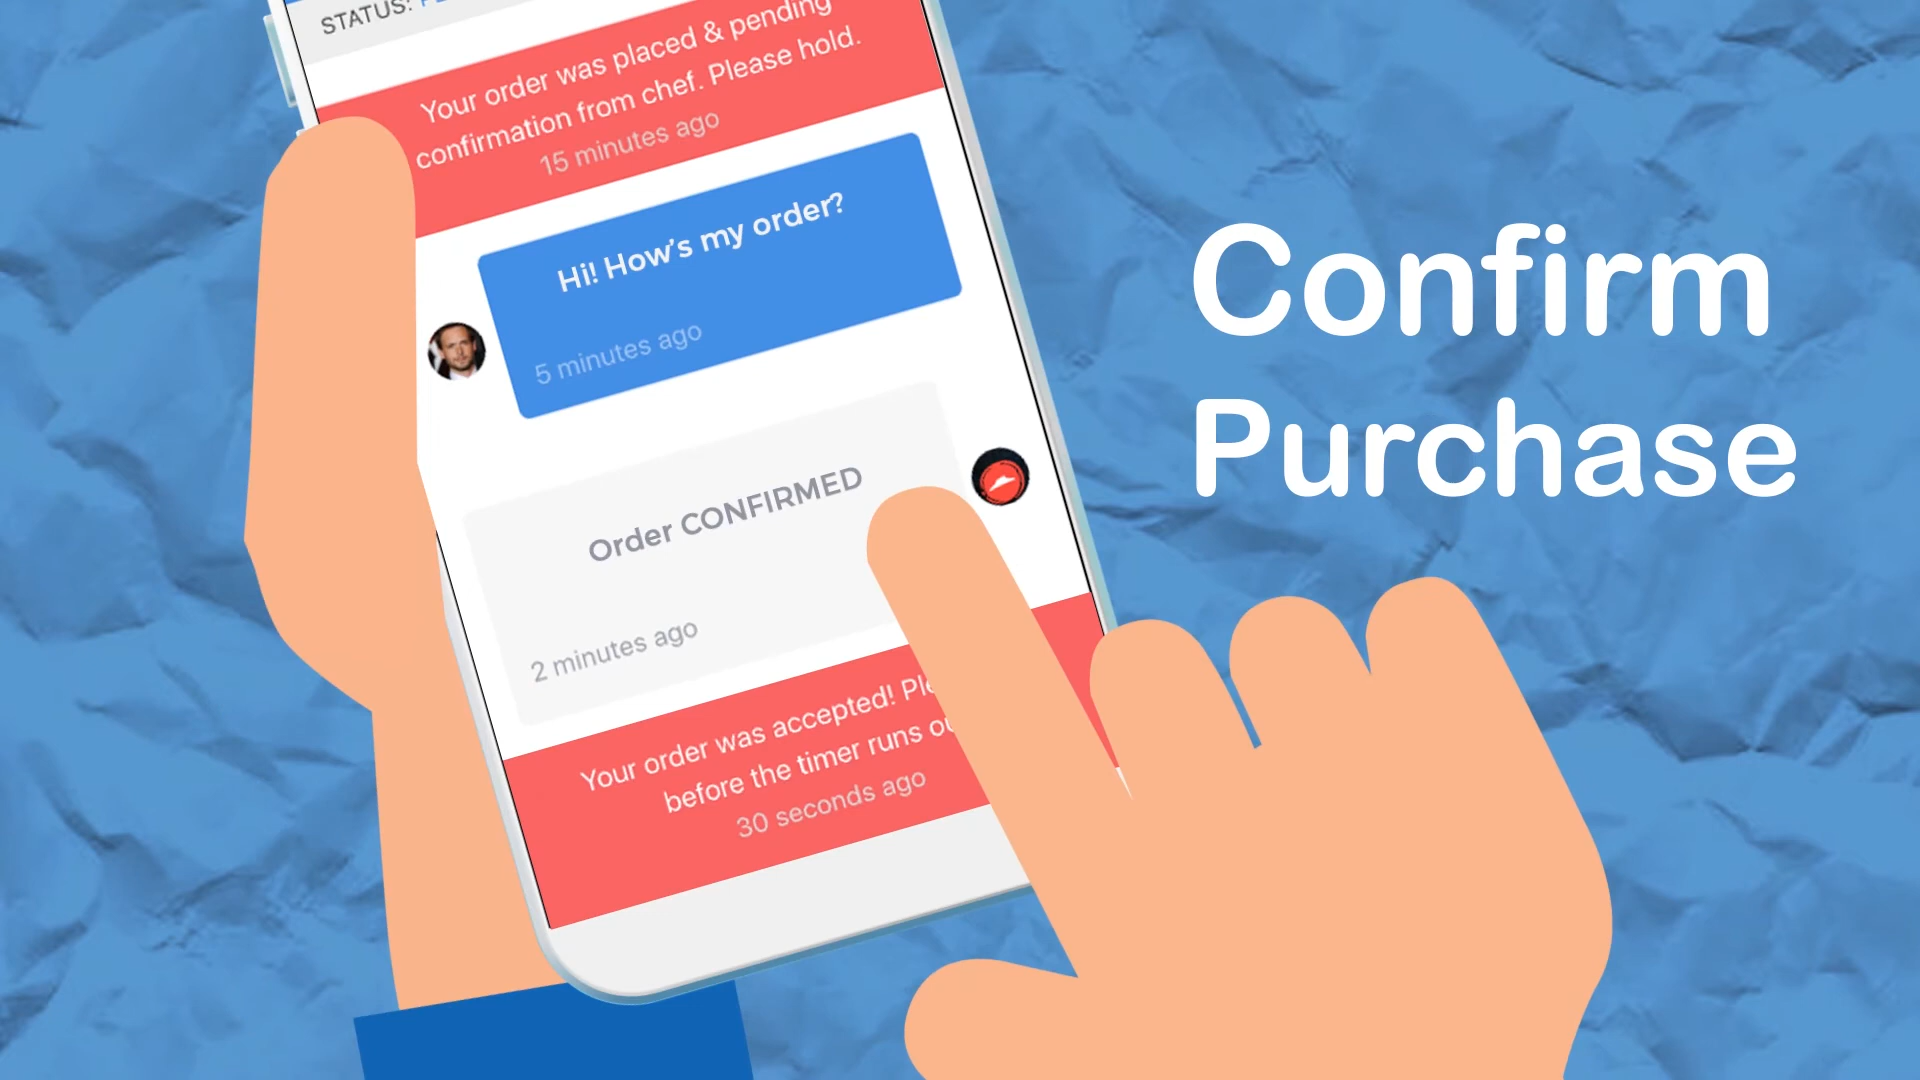 STATUS:
Your order was placed & pending
confirmation from chef. Please hold.
15 minutes ago
Hi! How's my order?
5 minutes ago
Order CONFIRMED
2 minutes ago
Your order was accepted!
before the timer runs
30 seconds ago
Confirm
Purchase